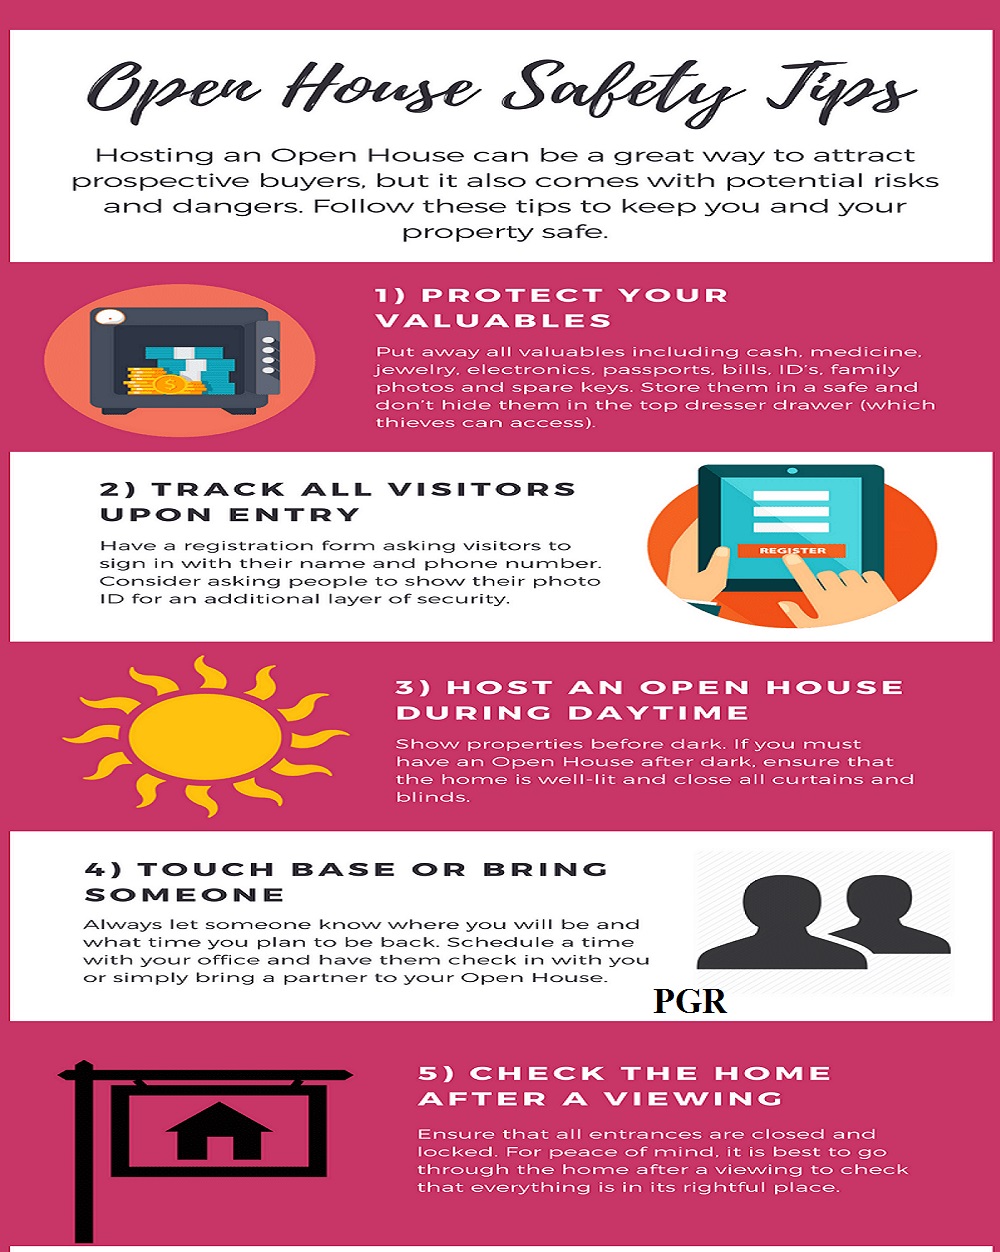 Open House Safety Tips
Hosting an Open House can be a great way to attract
prospective buyers, but it also comes with potential risks
and dangers. Follow these tips to keep you and your
property safe.
1) PROTECT YOUR
VALUABLES
Put away all valuables including cash, medicine,
jewelry, electronics, passports, bills, ID's, family
photos and spare keys. Store them in a safe and
don't hide them in the top dresser drawer (which
thieves can access).
2) TRACK ALL VISITORS
UPON ENTRY
Have a registration form asking visitors to
sign in with their name and phone number.
Consider asking people to show their photo
ID for an additional layer of security.
REGISTER
3) HOST AN OPEN HOUSE
DURING DAYTIME
Show properties before dark. If you must
have an Open House after dark, ensure that
the home is well-lit and close all curtains and
blinds.
4) TOUCH BASE OR BRING
SOMEONE
Always let someone know where you will be and
what time you plan to be back. Schedule a time
with your office and have them check in with you
or simply bring a partner to your Open House.
PGR
5) CHECK THE HOME
AFTER A VIEWING
Ensure that all entrances are closed and
locked. For peace of mind, it is best to go
through the home after a viewing to check
that everything is in its rightful place.